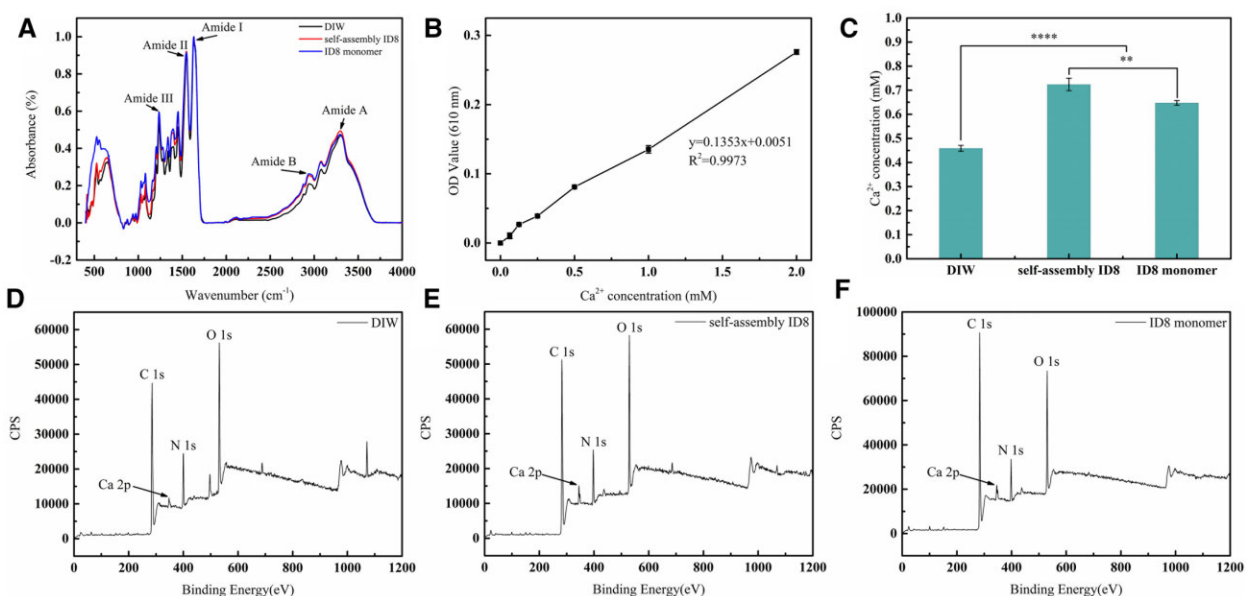 A
Amide I
Amide II
Amide III
Amide A
Amide B
DIW
self-assembly ID8
ID8 monomer
Absorbance (%)
1.0
0.8
0.6
0.4
0.2
0.0
-0.2
500 1000 1500 2000 2500 3000 3500 4000
Wavenumber (cm⁻¹)
B
OD Value (610 nm)
0.3
0.2
0.1
0.0
y=0.1353x+0.0051
R²=0.9973
0.0 0.5 1.0 1.5 2.0
Ca²⁺ concentration (mM)
C
Ca²⁺ concentration (mM)
1.0
0.9
0.8
0.7
0.6
0.5
0.4
0.3
0.2
0.1
0.0
****
**
DIW self-assembly ID8 ID8 monomer
D
DIW
CPS
60000
50000
40000
30000
20000
10000
0
C 1s
O 1s
N 1s
Ca 2p
0 200 400 600 800 1000 1200
Binding Energy(eV)
E
self-assembly ID8
CPS
60000
50000
40000
30000
20000
10000
0
C 1s
O 1s
N 1s
Ca 2p
0 200 400 600 800 1000 1200
Binding Energy(eV)
F
ID8 monomer
CPS
100000
80000
60000
40000
20000
0
C 1s
O 1s
N 1s
Ca 2p
0 200 400 600 800 1000 1200
Binding Energy(eV)